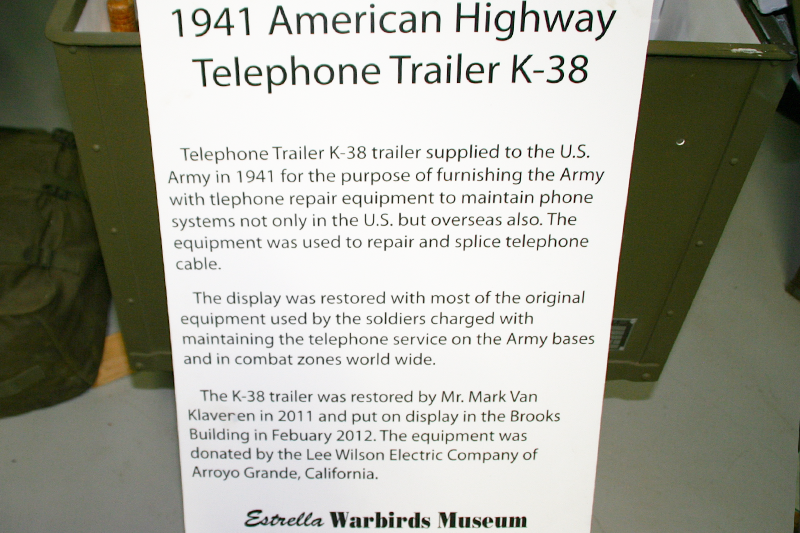 1941 American Highway
Telephone Trailer K-38
Telephone Trailer K-38 trailer supplied to the U.S.
Army in 1941 for the purpose of furnishing the Army
with tlephone repair equipment to maintain phone
systems not only in the U.S. but overseas also. The
equipment was used to repair and splice telephone
cable.
The display was restored with most of the original
equipment used by the soldiers charged with
maintaining the telephone service on the Army bases
and in combat zones world wide.
The K-38 trailer was restored by Mr. Mark Van
Klaveren in 2011 and put on display in the Brooks
Building in Febuary 2012. The equipment was
donated by the Lee Wilson Electric Company of
Arroyo Grande, California.
Estrella Warbirds Museum